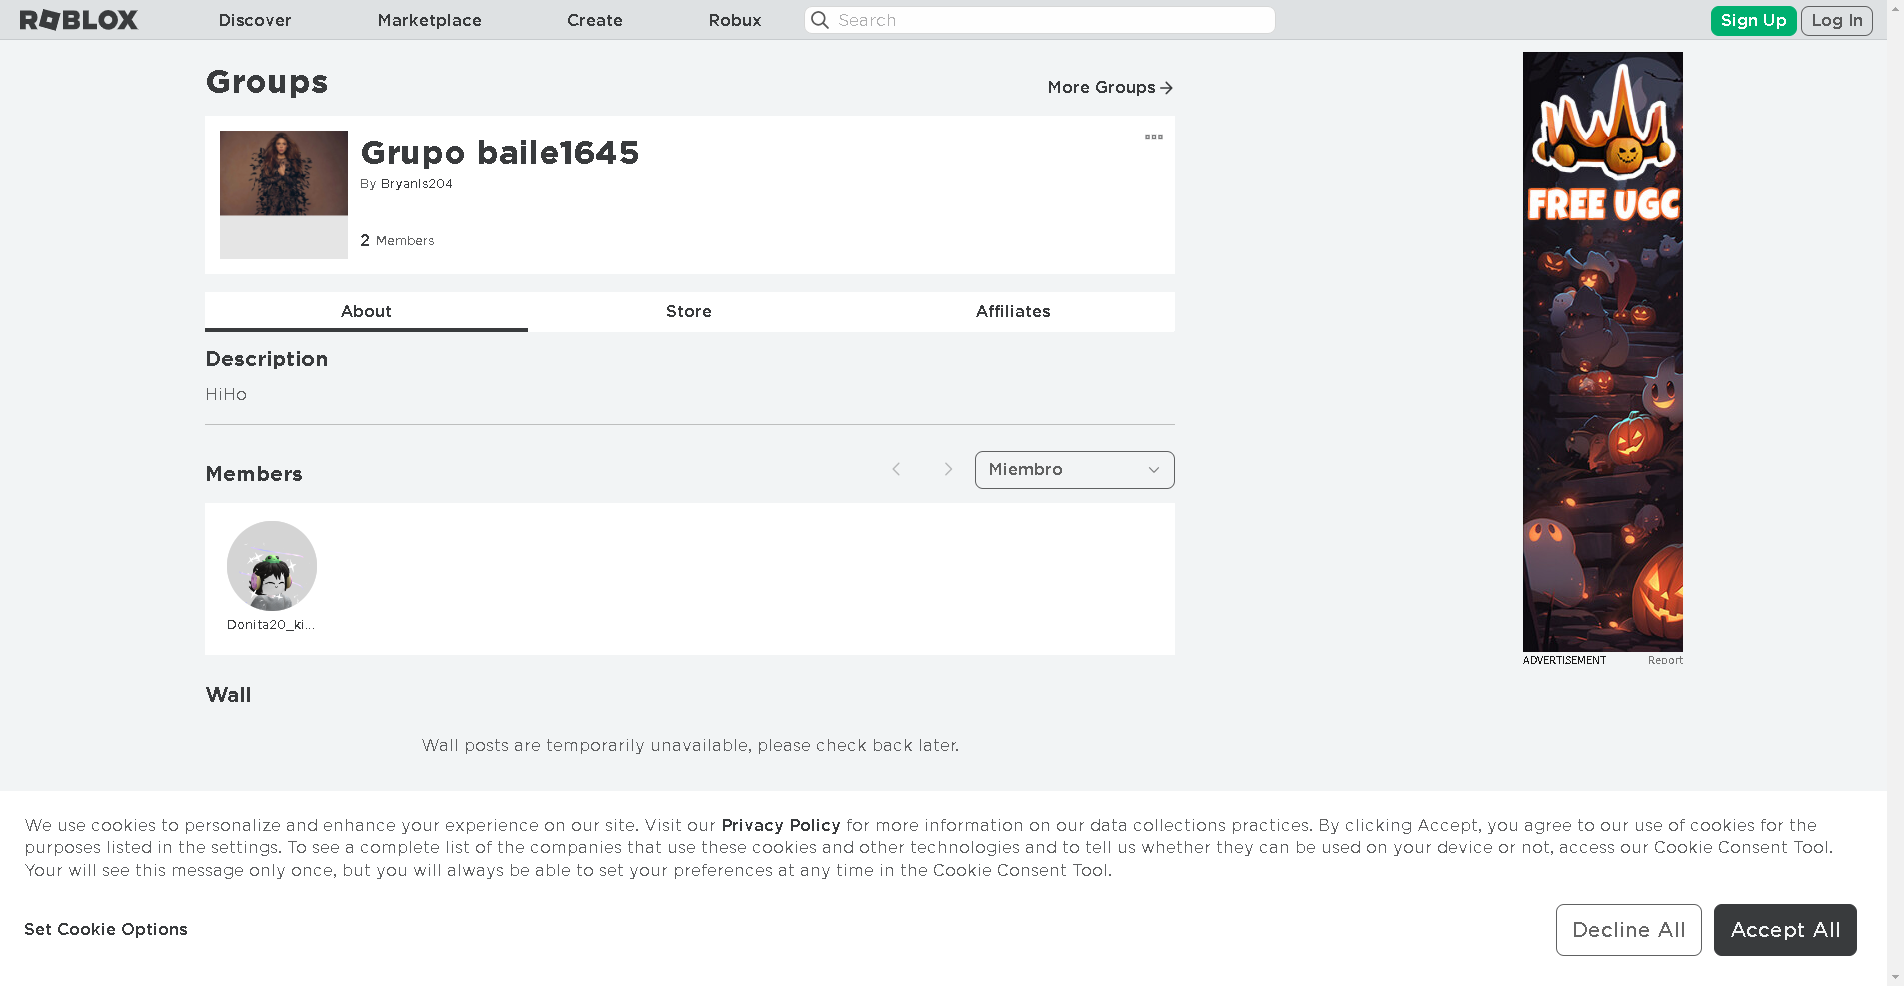 ROBLOX Discover Marketplace Create Robux Search Sign Up Log In
Groups
More Groups
Grupo baile1645
By Bryanls204
2 Members
About Store Affiliates
Description
HiHo
Members
Miembro
Donita20_ki...
Wall
Wall posts are temporarily unavailable, please check back later.
FREE UGC
ADVERTISEMENT Report
We use cookies to personalize and enhance your experience on our site. Visit our Privacy Policy for more information on our data collections practices. By clicking Accept, you agree to our use of cookies for the
purposes listed in the settings. To see a complete list of the companies that use these cookies and other technologies and to tell us whether they can be used on your device or not, access our Cookie Consent Tool.
Your will see this message only once, but you will always be able to set your preferences at any time in the Cookie Consent Tool.
Set Cookie Options
Decline All
Accept All